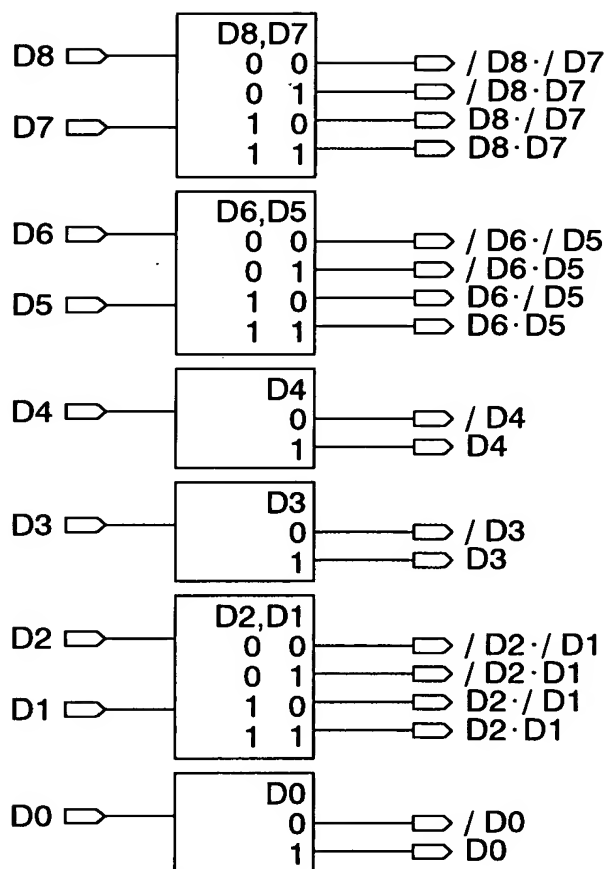 D8,D7
D8
0 0 / D8·/ D7
0 1 / D8·D7
D7
1 0 D8·/ D7
1 1 D8·D7
D6,D5
D6
0 0 / D6·/ D5
0 1 / D6·D5
D5
1 0 D6·/ D5
1 1 D6·D5
D4
D4
0 / D4
1 D4
D3
D3
0 / D3
1 D3
D2,D1
D2
0 0 / D2·/ D1
0 1 / D2·D1
D1
1 0 D2·/ D1
1 1 D2·D1
D0
D0
0 / D0
1 D0